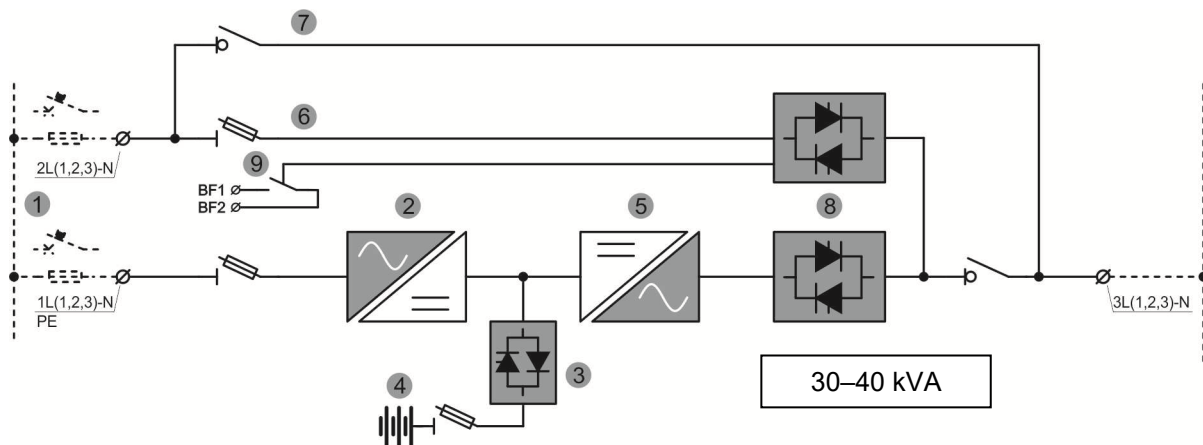 7
6
2L(1,2,3)-N
9
BF1
BF2
1
2
5
8
1L(1,2,3)-N
PE
3L(1,2,3)-N
3
4
30–40 kVA